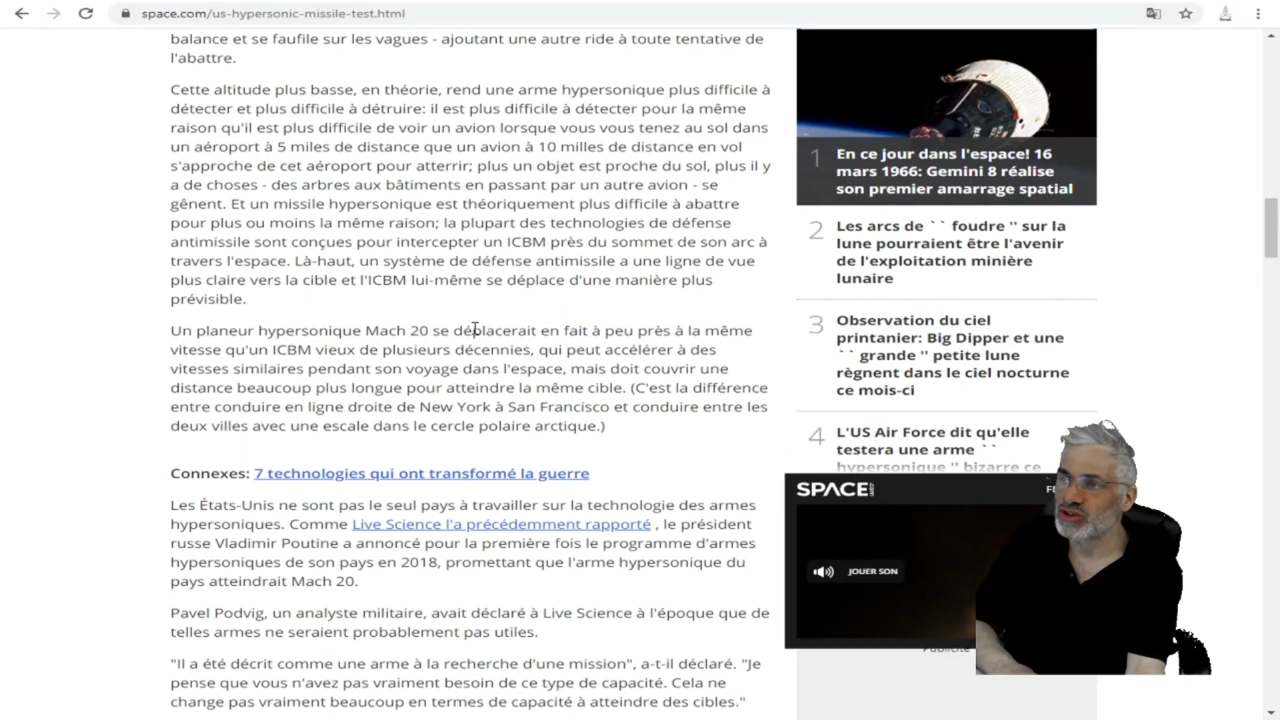 space.com/us-hypersonic-missile-test.html
balance et se faufile sur les vagues - ajoutant une autre ride à toute tentative de
l'abattre.
Cette altitude plus basse, en théorie, rend une arme hypersonique plus difficile à
détecter et plus difficile à détruire: il est plus difficile à détecter pour la même
raison qu'il est plus difficile de voir un avion lorsque vous vous tenez au sol dans
un aéroport à 5 miles de distance que un avion à 10 milles de distance en vol
s'approche de cet aéroport pour atterrir; plus un objet est proche du sol, plus il y
a de choses - des arbres aux bâtiments en passant par un autre avion - se
gênent. Et un missile hypersonique est théoriquement plus difficile à abattre
pour plus ou moins la même raison; la plupart des technologies de défense
antimissile sont conçues pour intercepter un ICBM près du sommet de son arc à
travers l'espace. Là-haut, un système de défense antimissile a une ligne de vue
plus claire vers la cible et l'ICBM lui-même se déplace d'une manière plus
prévisible.
Un planeur hypersonique Mach 20 se déplacerait en fait à peu près à la même
vitesse qu'un ICBM vieux de plusieurs décennies, qui peut accélérer à des
vitesses similaires pendant son voyage dans l'espace, mais doit couvrir une
distance beaucoup plus longue pour atteindre la même cible. (C'est la différence
entre conduire en ligne droite de New York à San Francisco et conduire entre les
deux villes avec une escale dans le cercle polaire arctique.)
Connexes: 7 technologies qui ont transformé la guerre
Les États-Unis ne sont pas le seul pays à travailler sur la technologie des armes
hypersoniques. Comme Live Science l'a précédemment rapporté , le président
russe Vladimir Poutine a annoncé pour la première fois le programme d'armes
hypersoniques de son pays en 2018, promettant que l'arme hypersonique du
pays atteindrait Mach 20.
Pavel Podvig, un analyste militaire, avait déclaré à Live Science à l'époque que de
telles armes ne seraient probablement pas utiles.
"Il a été décrit comme une arme à la recherche d'une mission", a-t-il déclaré. "Je
pense que vous n'avez pas vraiment besoin de ce type de capacité. Cela ne
change pas vraiment beaucoup en termes de capacité à atteindre des cibles."
1 En ce jour dans l'espace! 16
mars 1966: Gemini 8 réalise
son premier amarrage spatial
2 Les arcs de `` foudre '' sur la
lune pourraient être l'avenir
de l'exploitation minière
lunaire
3 Observation du ciel
printanier: Big Dipper et une
`` grande '' petite lune
règnent dans le ciel nocturne
ce mois-ci
4 L'US Air Force dit qu'elle
testera une arme ``
hypersonique '' bizarre ce
SPACE.com
JOUER SON
Publicité